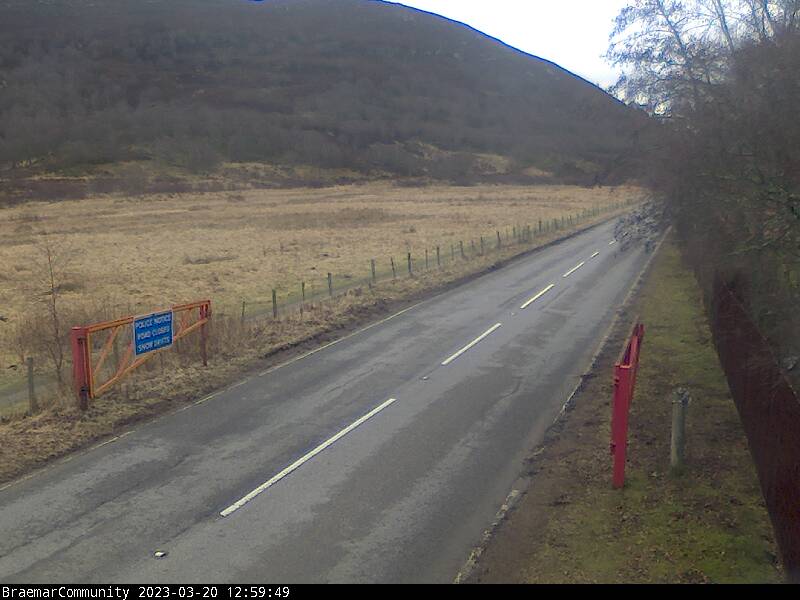 POLICE NOTICE
ROAD CLOSED
SNOW DRIFTS
BraemarCommunity 2023-03-20 12:59:49